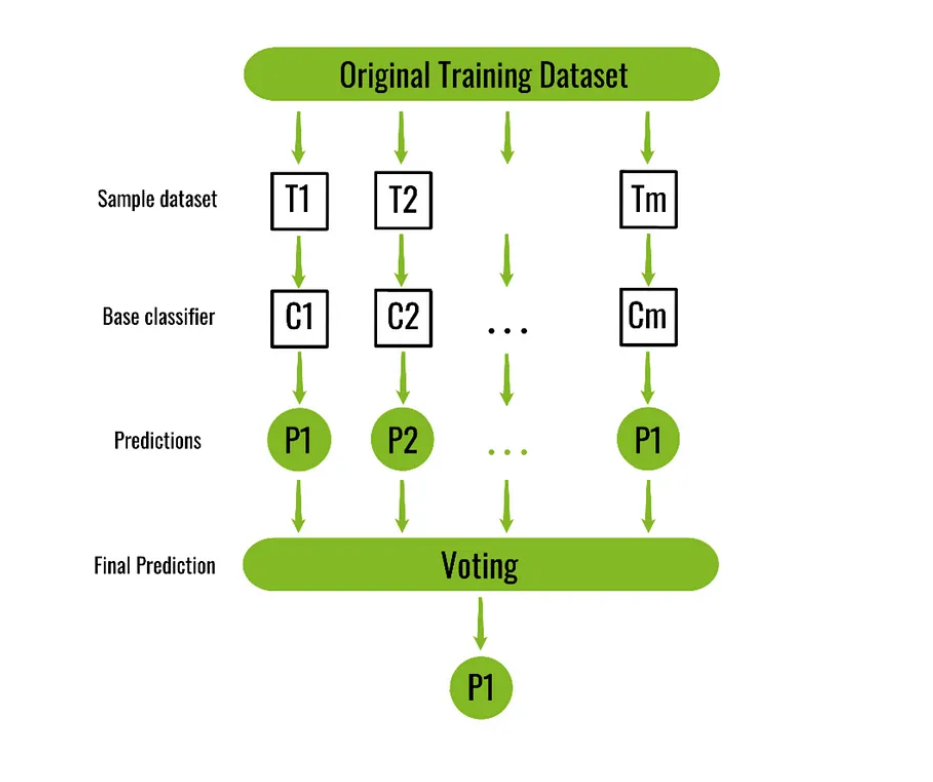 Original Training Dataset
Sample dataset T1 T2 Tm
Base classifier C1 C2 ... Cm
Predictions P1 P2 ... P1
Final Prediction Voting
P1